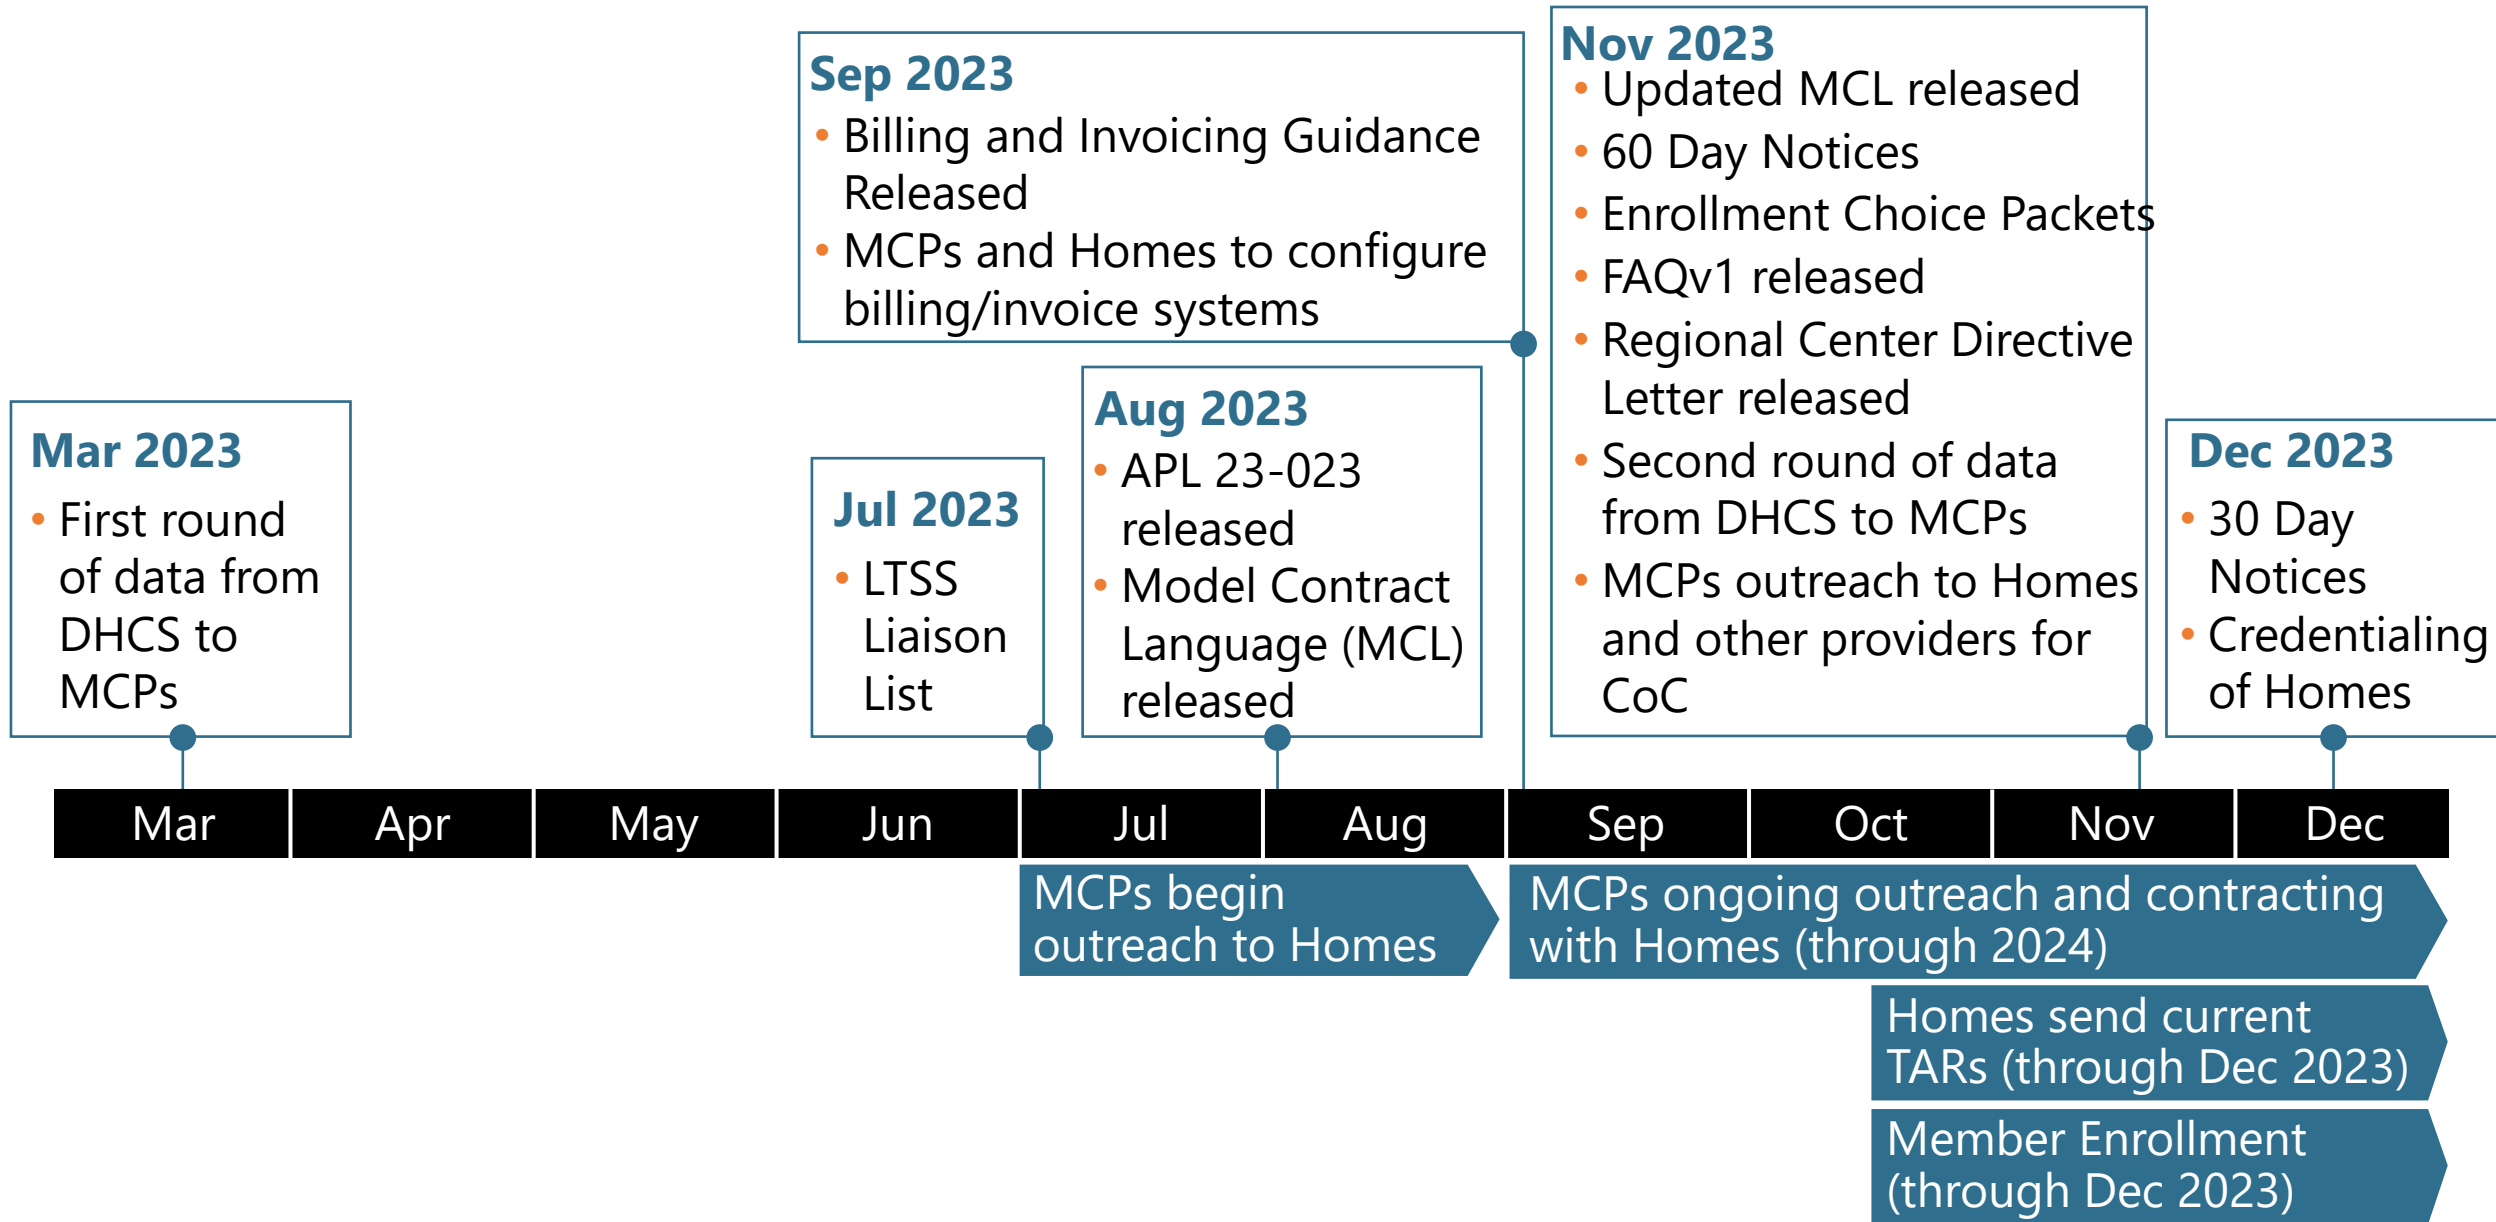 Mar 2023
• First round
of data from
DHCS to
MCPs
Jul 2023
• LTSS
Liaison
List
Sep 2023
• Billing and Invoicing Guidance
Released
• MCPs and Homes to configure
billing/invoice systems
Aug 2023
• APL 23-023
released
• Model Contract
Language (MCL)
released
Nov 2023
• Updated MCL released
• 60 Day Notices
• Enrollment Choice Packets
• FAQv1 released
• Regional Center Directive
Letter released
• Second round of data
from DHCS to MCPs
• MCPs outreach to Homes
and other providers for
CoC
Dec 2023
• 30 Day
Notices
• Credentialing
of Homes
Mar Apr May Jun Jul Aug Sep Oct Nov Dec
MCPs begin
outreach to Homes
MCPs ongoing outreach and contracting
with Homes (through 2024)
Homes send current
TARs (through Dec 2023)
Member Enrollment
(through Dec 2023)